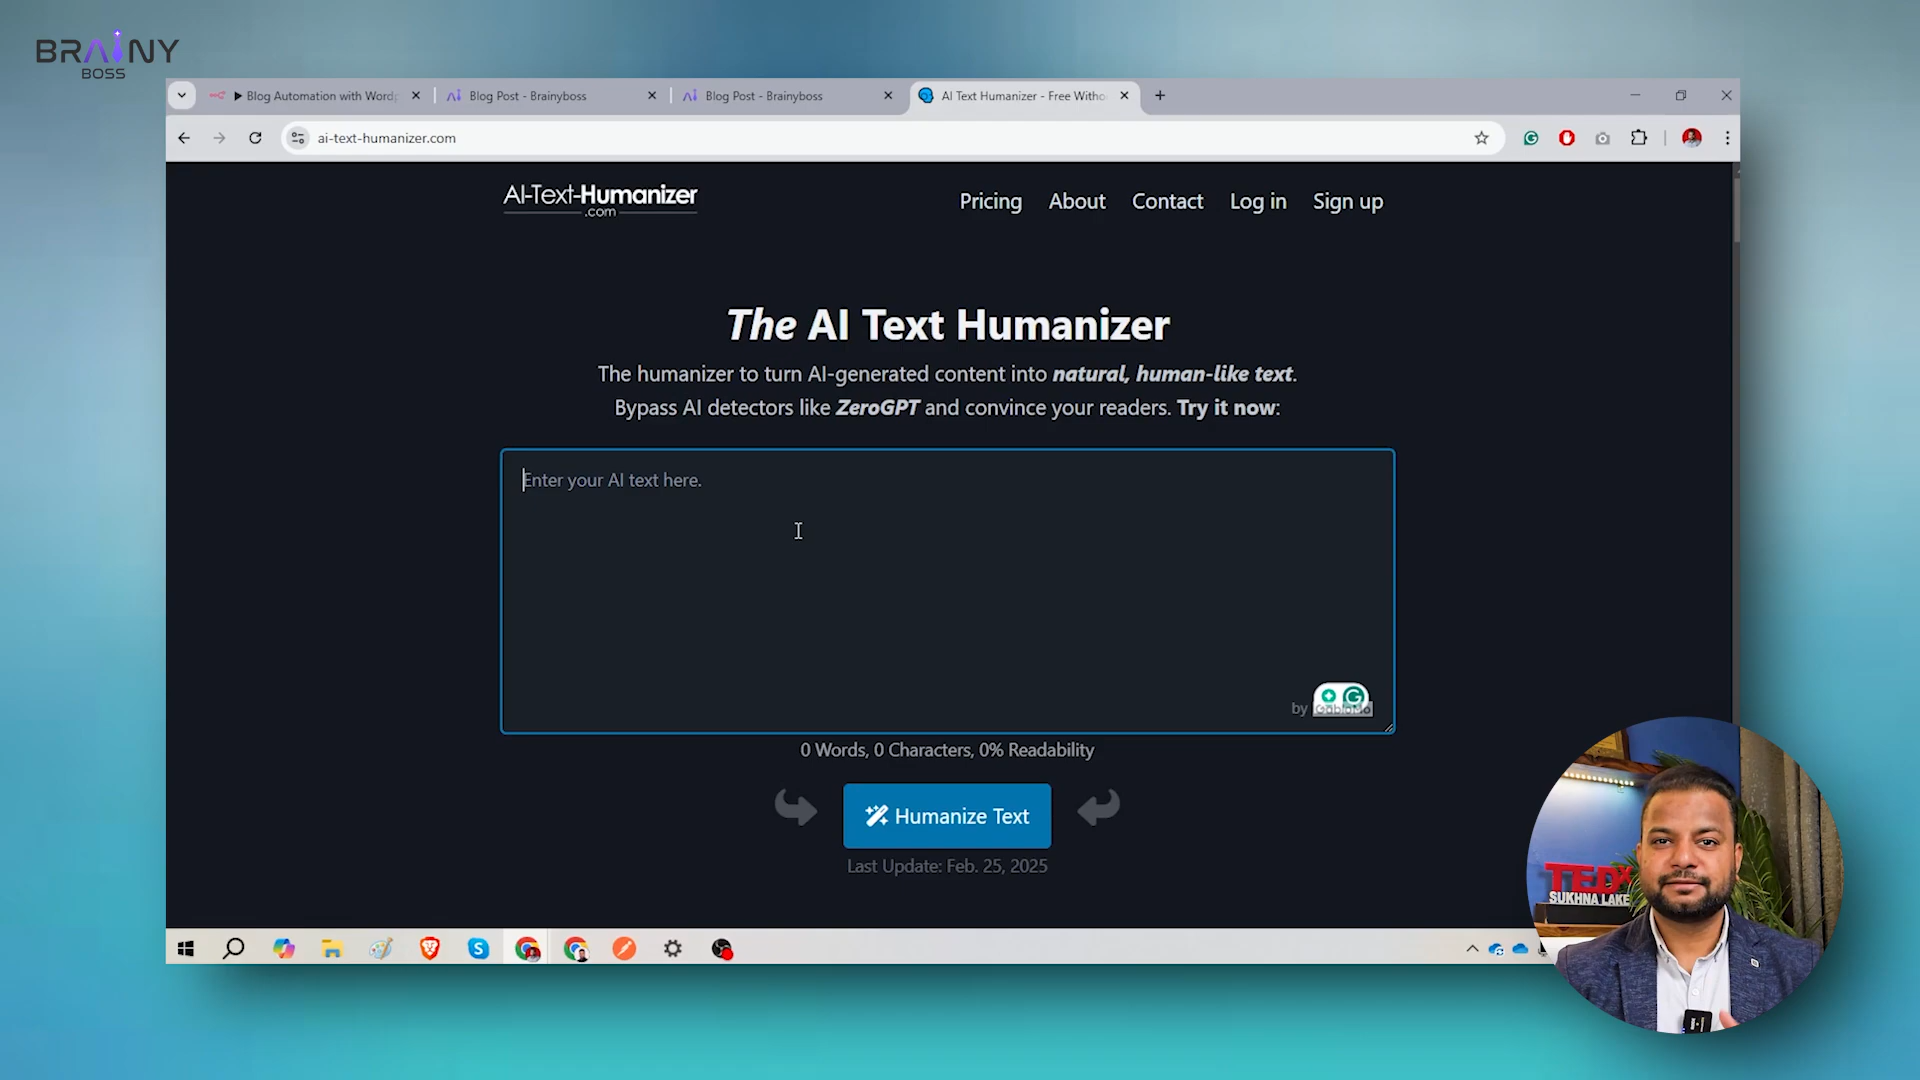 BRAINY
BOSS
▶ Blog Automation with Wordp
Blog Post - Brainyboss
Blog Post - Brainyboss
AI Text Humanizer - Free Witho
ai-text-humanizer.com
AI-Text-Humanizer
.com
Pricing
About
Contact
Log in
Sign up
The AI Text Humanizer
The humanizer to turn AI-generated content into natural, human-like text.
Bypass AI detectors like ZeroGPT and convince your readers. Try it now:
Enter your AI text here.
by
0 Words, 0 Characters, 0% Readability
Humanize Text
Last Update: Feb. 25, 2025
TEDx
SUKHNA LAKE